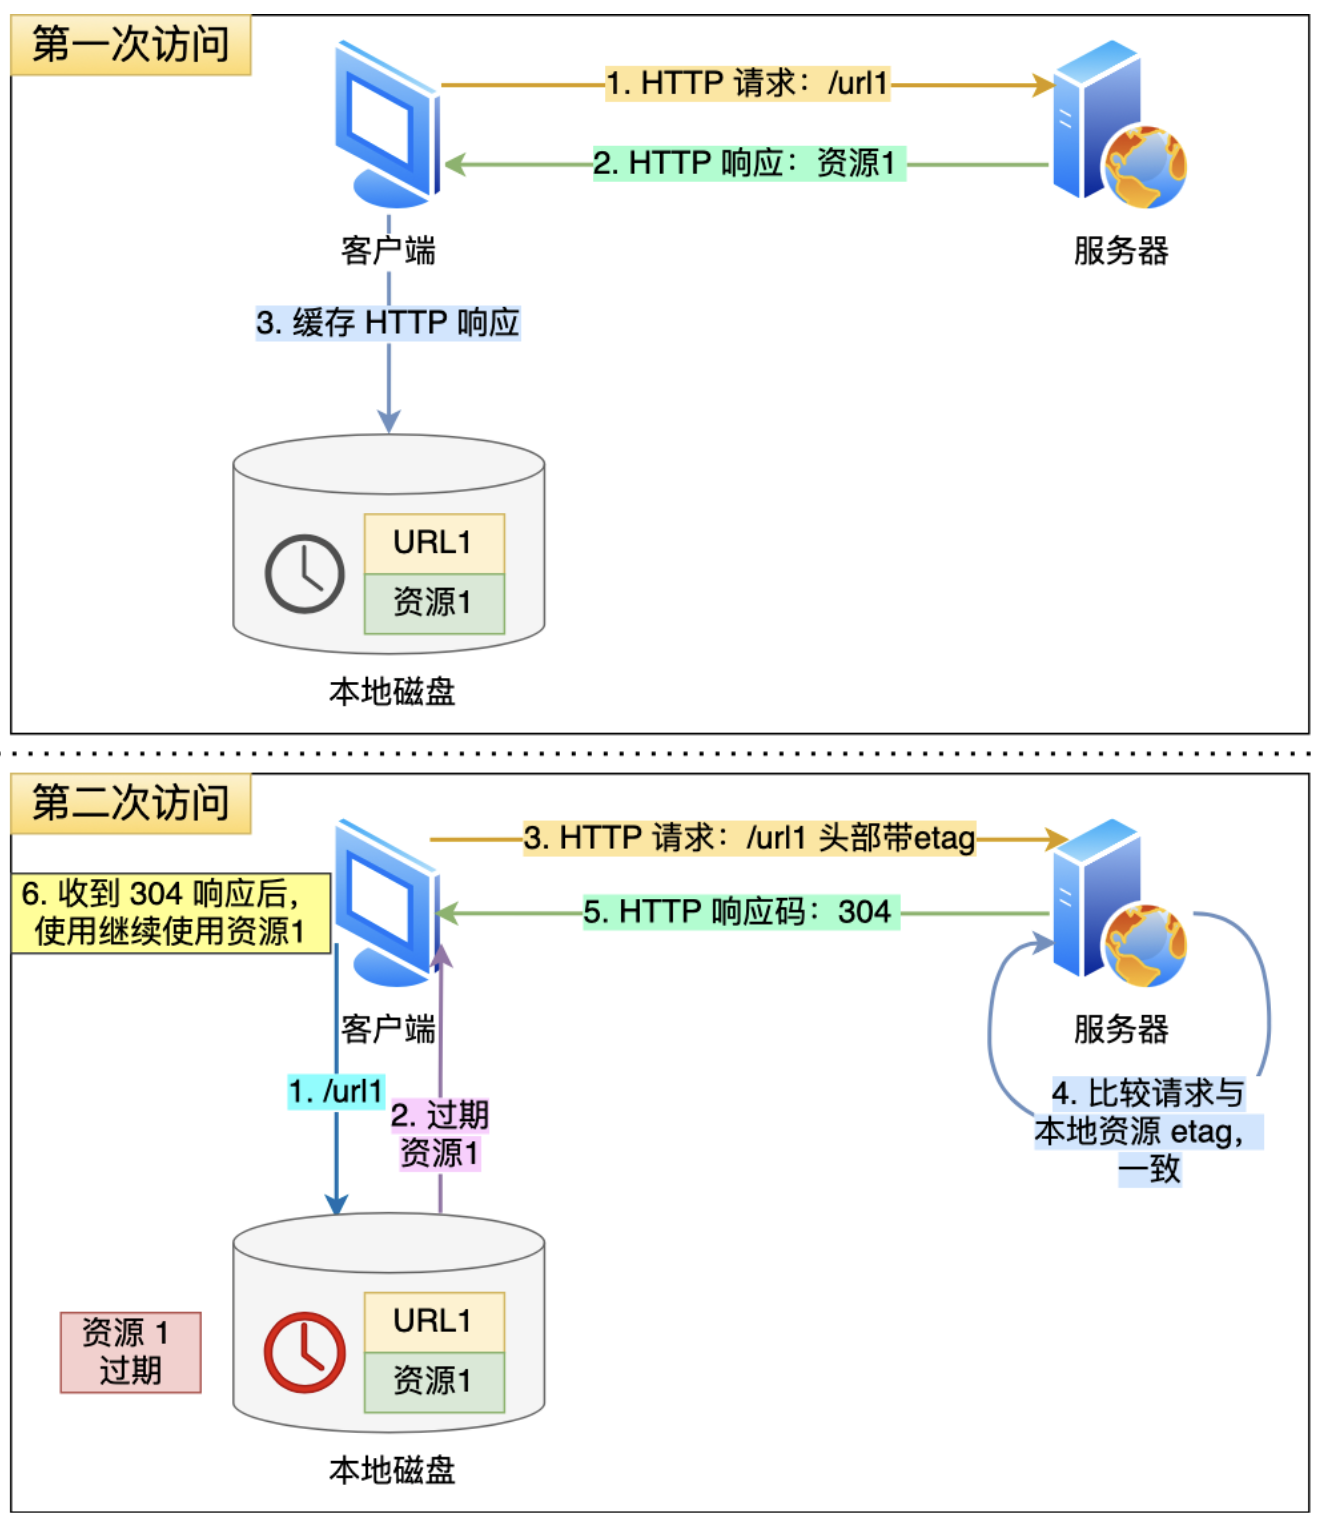 第一次访问
1. HTTP 请求：/url1
2. HTTP 响应：资源1
客户端
服务器
3. 缓存 HTTP 响应
URL1
资源1
本地磁盘
第二次访问
3. HTTP 请求：/url1 头部带etag
6. 收到 304 响应后，
使用继续使用资源1
5. HTTP 响应码：304
客户端
服务器
1. /url1
2. 过期
资源1
4. 比较请求与
本地资源 etag，
一致
资源 1
过期
URL1
资源1
本地磁盘